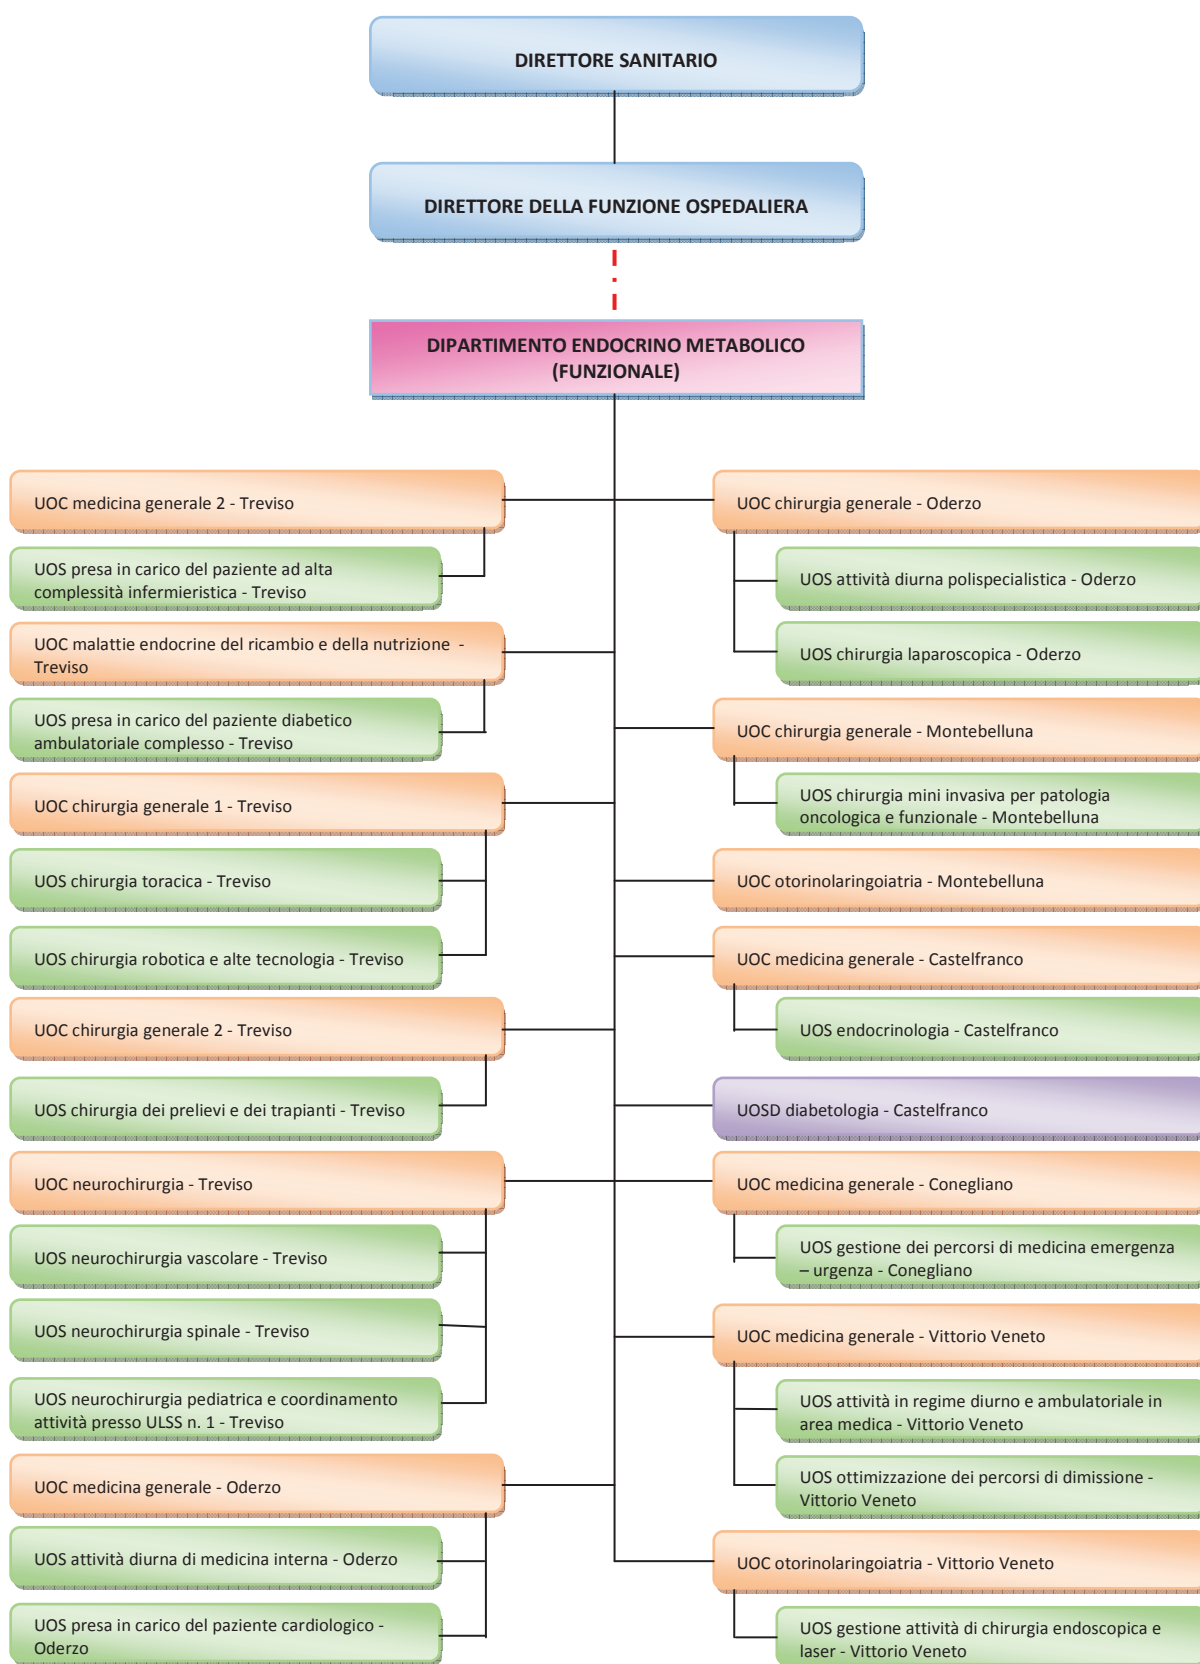 DIRETTORE SANITARIO
DIRETTORE DELLA FUNZIONE OSPEDALIERA
DIPARTIMENTO ENDOCRINO METABOLICO
(FUNZIONALE)
UOC medicina generale 2 - Treviso
UOS presa in carico del paziente ad alta
complessità infermieristica - Treviso
UOC malattie endocrine del ricambio e della nutrizione -
Treviso
UOS presa in carico del paziente diabetico
ambulatoriale complesso - Treviso
UOC chirurgia generale 1 - Treviso
UOS chirurgia toracica - Treviso
UOS chirurgia robotica e alte tecnologia - Treviso
UOC chirurgia generale 2 - Treviso
UOS chirurgia dei prelievi e dei trapianti - Treviso
UOC neurochirurgia - Treviso
UOS neurochirurgia vascolare - Treviso
UOS neurochirurgia spinale - Treviso
UOS neurochirurgia pediatrica e coordinamento
attività presso ULSS n. 1 - Treviso
UOC medicina generale - Oderzo
UOS attività diurna di medicina interna - Oderzo
UOS presa in carico del paziente cardiologico -
Oderzo
UOC chirurgia generale - Oderzo
UOS attività diurna polispecialistica - Oderzo
UOS chirurgia laparoscopica - Oderzo
UOC chirurgia generale - Montebelluna
UOS chirurgia mini invasiva per patologia
oncologica e funzionale - Montebelluna
UOC otorinolaringoiatria - Montebelluna
UOC medicina generale - Castelfranco
UOS endocrinologia - Castelfranco
UOSD diabetologia - Castelfranco
UOC medicina generale - Conegliano
UOS gestione dei percorsi di medicina emergenza
– urgenza - Conegliano
UOC medicina generale - Vittorio Veneto
UOS attività in regime diurno e ambulatoriale in
area medica - Vittorio Veneto
UOS ottimizzazione dei percorsi di dimissione -
Vittorio Veneto
UOC otorinolaringoiatria - Vittorio Veneto
UOS gestione attività di chirurgia endoscopica e
laser - Vittorio Veneto